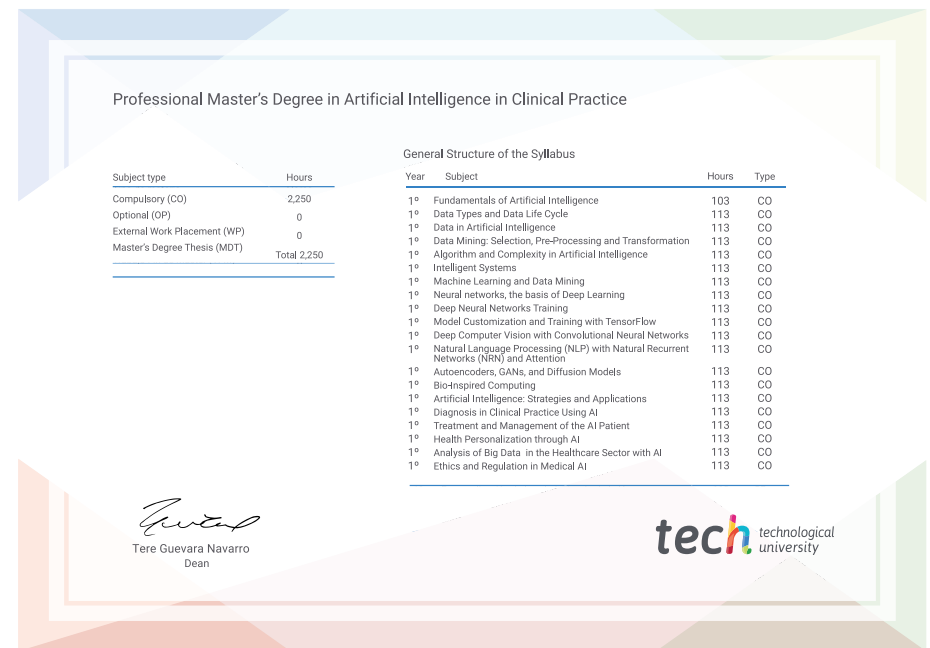 Professional Master's Degree in Artificial Intelligence in Clinical Practice
Subject type Hours
Compulsory (CO) 2,250
Optional (OP) 0
External Work Placement (WP) 0
Master's Degree Thesis (MDT)
Total 2,250
General Structure of the Syllabus
Year Subject Hours Type
1º Fundamentals of Artificial Intelligence 103 CO
1º Data Types and Data Life Cycle 113 CO
1º Data in Artificial Intelligence 113 CO
1º Data Mining: Selection, Pre-Processing and Transformation 113 CO
1º Algorithm and Complexity in Artificial Intelligence 113 CO
1º Intelligent Systems 113 CO
1º Machine Learning and Data Mining 113 CO
1º Neural networks, the basis of Deep Learning 113 CO
1º Deep Neural Networks Training 113 CO
1º Model Customization and Training with TensorFlow 113 CO
1º Deep Computer Vision with Convolutional Neural Networks 113 CO
1º Natural Language Processing (NLP) with Natural Recurrent 113 CO
Networks (NRN) and Attention
1º Autoencoders, GANs, and Diffusion Models 113 CO
1º Bio-Inspired Computing 113 CO
1º Artificial Intelligence: Strategies and Applications 113 CO
1º Diagnosis in Clinical Practice Using AI 113 CO
1º Treatment and Management of the AI Patient 113 CO
1º Health Personalization through AI 113 CO
1º Analysis of Big Data in the Healthcare Sector with AI 113 CO
1º Ethics and Regulation in Medical AI 113 CO
Tere Guevara Navarro
Dean
tech technological
university